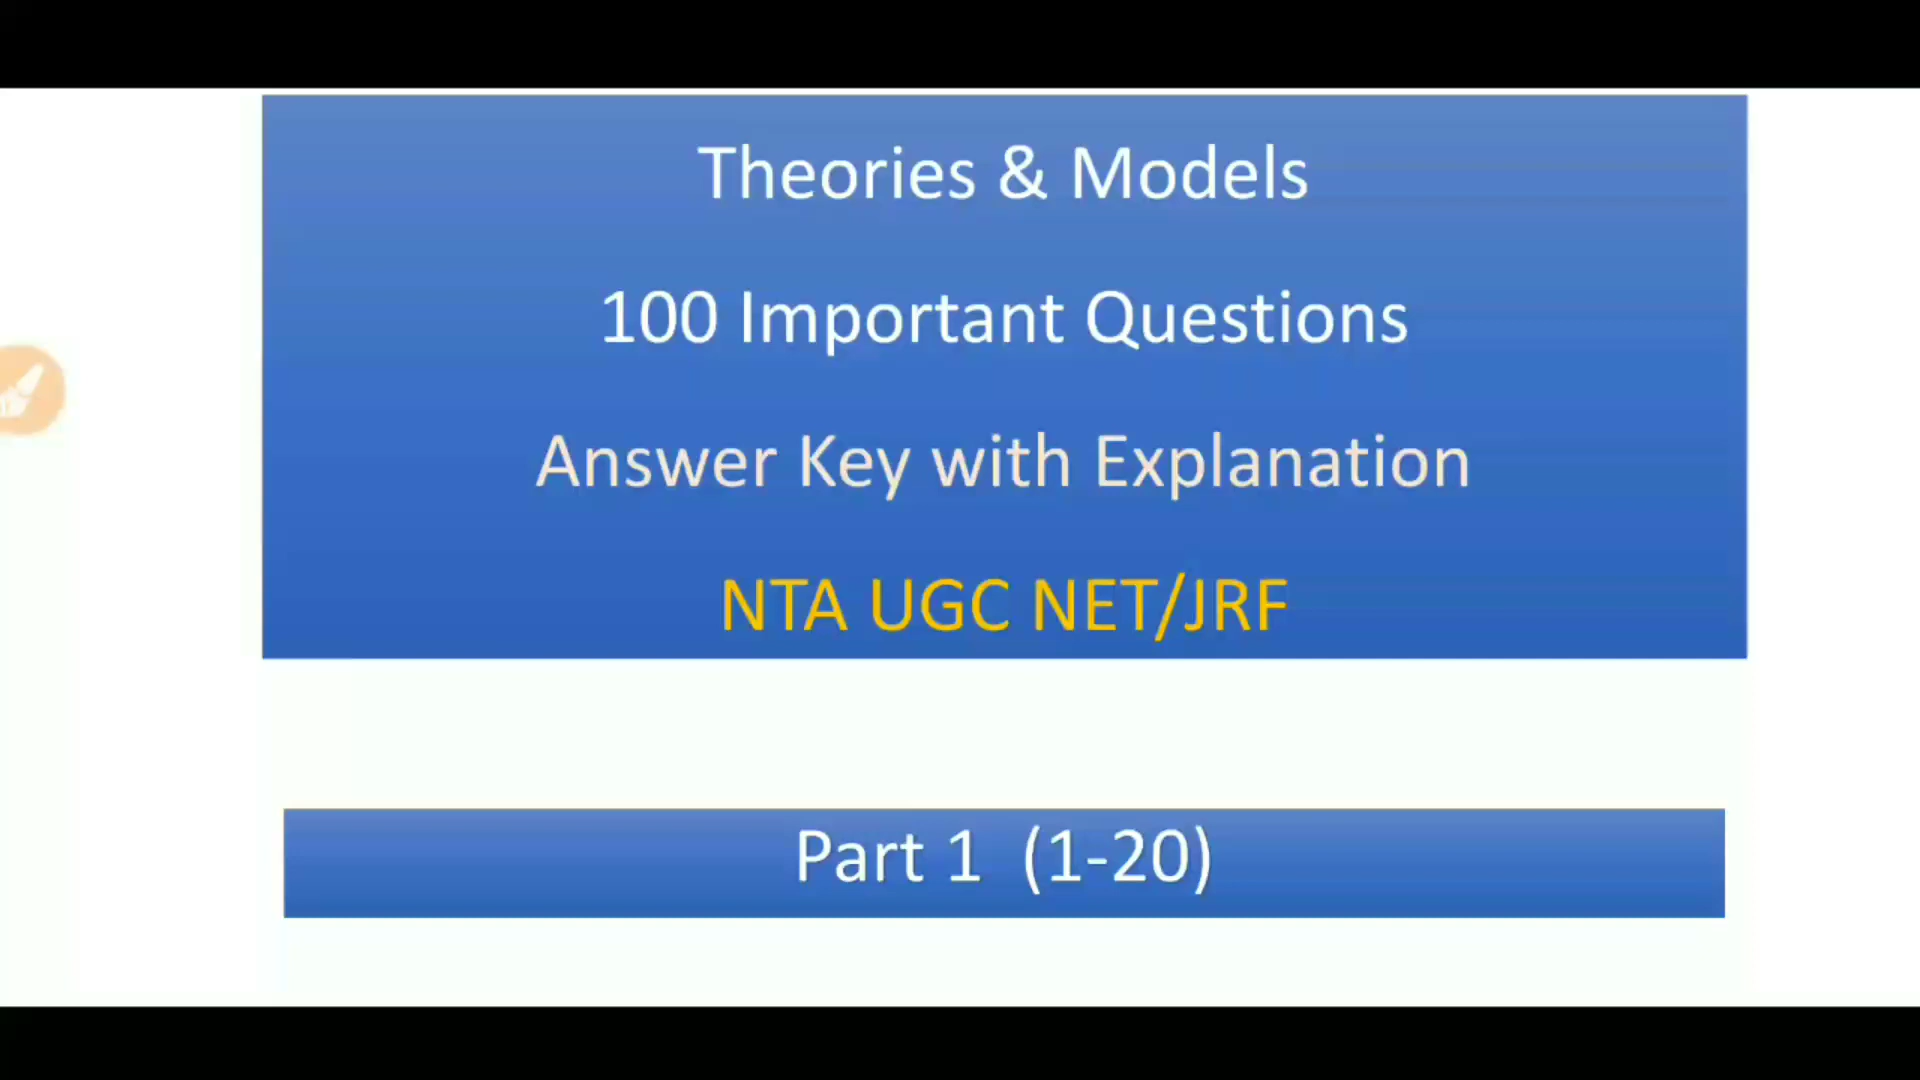 Theories & Models
100 Important Questions
Answer Key with Explanation
NTA UGC NET/JRF
Part 1 (1-20)